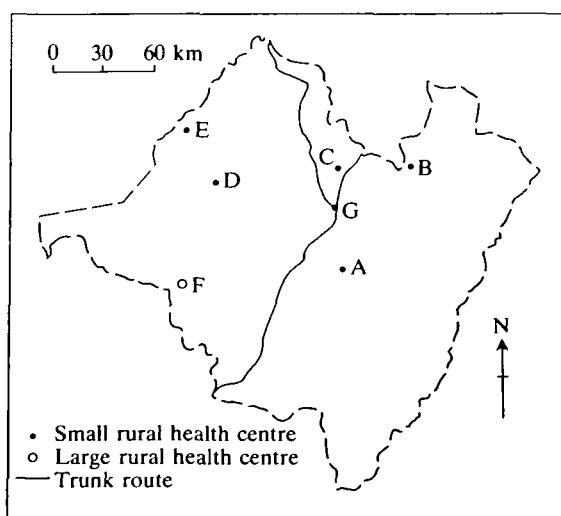 0 30 60 km
E
C
B
D
G
A
F
N
Small rural health centre
Large rural health centre
Trunk route